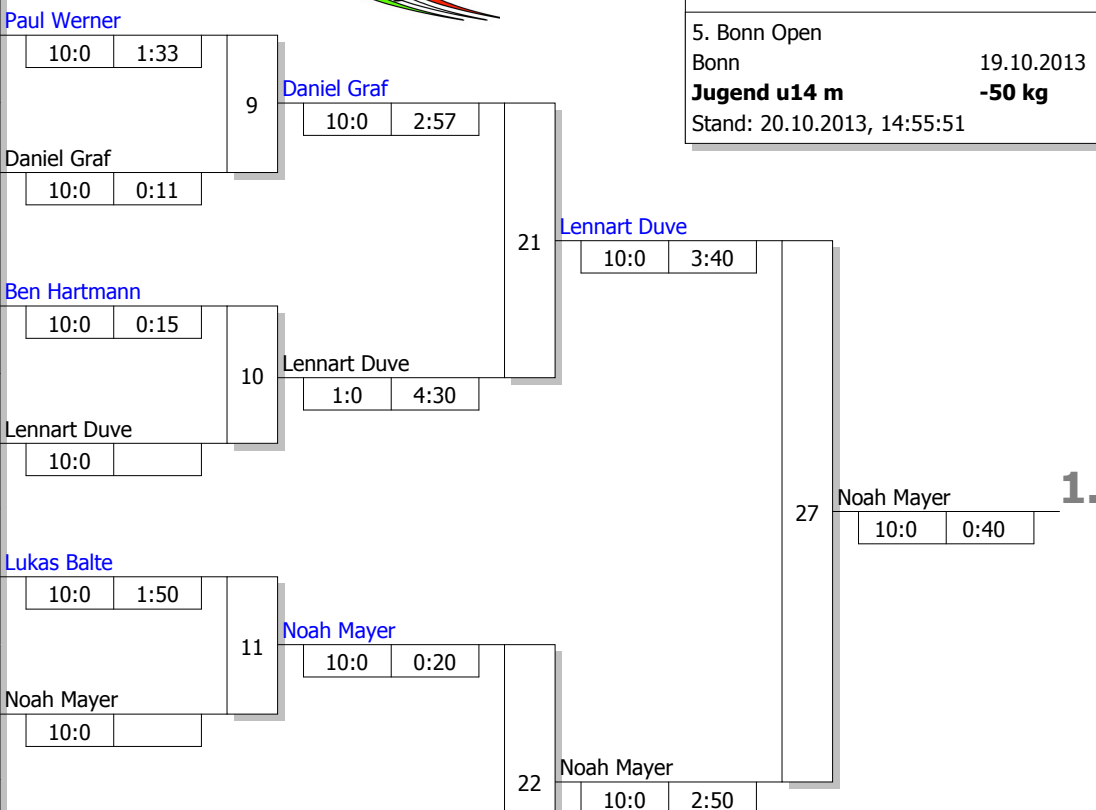 5. Bonn Open
Bonn 19.10.2013
Jugend u14 m -50 kg
Stand: 20.10.2013, 14:55:51
Paul Werner
10:0 1:33
9
Daniel Graf
10:0 2:57
Daniel Graf
10:0 0:11
21
Lennart Duve
10:0 3:40
Ben Hartmann
10:0 0:15
10
Lennart Duve
1:0 4:30
Lennart Duve
10:0
27
Noah Mayer
10:0 0:40
1.
Lukas Balte
10:0 1:50
11
Noah Mayer
10:0 0:20
Noah Mayer
10:0
22
Noah Mayer
10:0 2:50